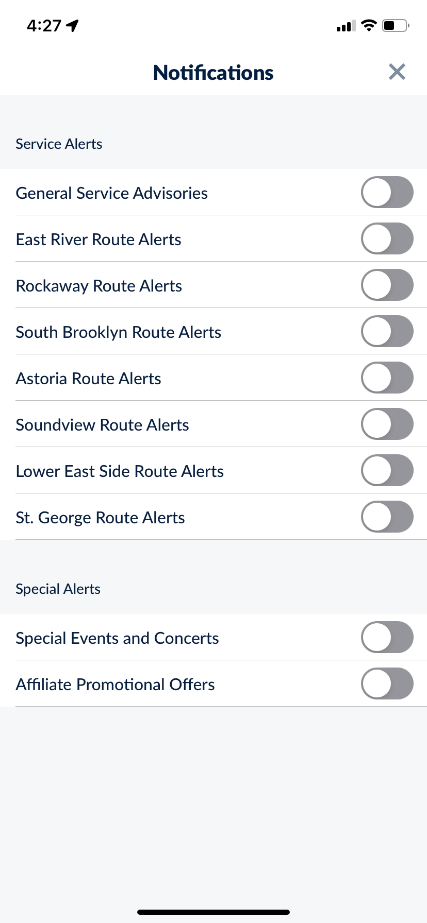 4:27
Notifications
Service Alerts
General Service Advisories
East River Route Alerts
Rockaway Route Alerts
South Brooklyn Route Alerts
Astoria Route Alerts
Soundview Route Alerts
Lower East Side Route Alerts
St. George Route Alerts
Special Alerts
Special Events and Concerts
Affiliate Promotional Offers